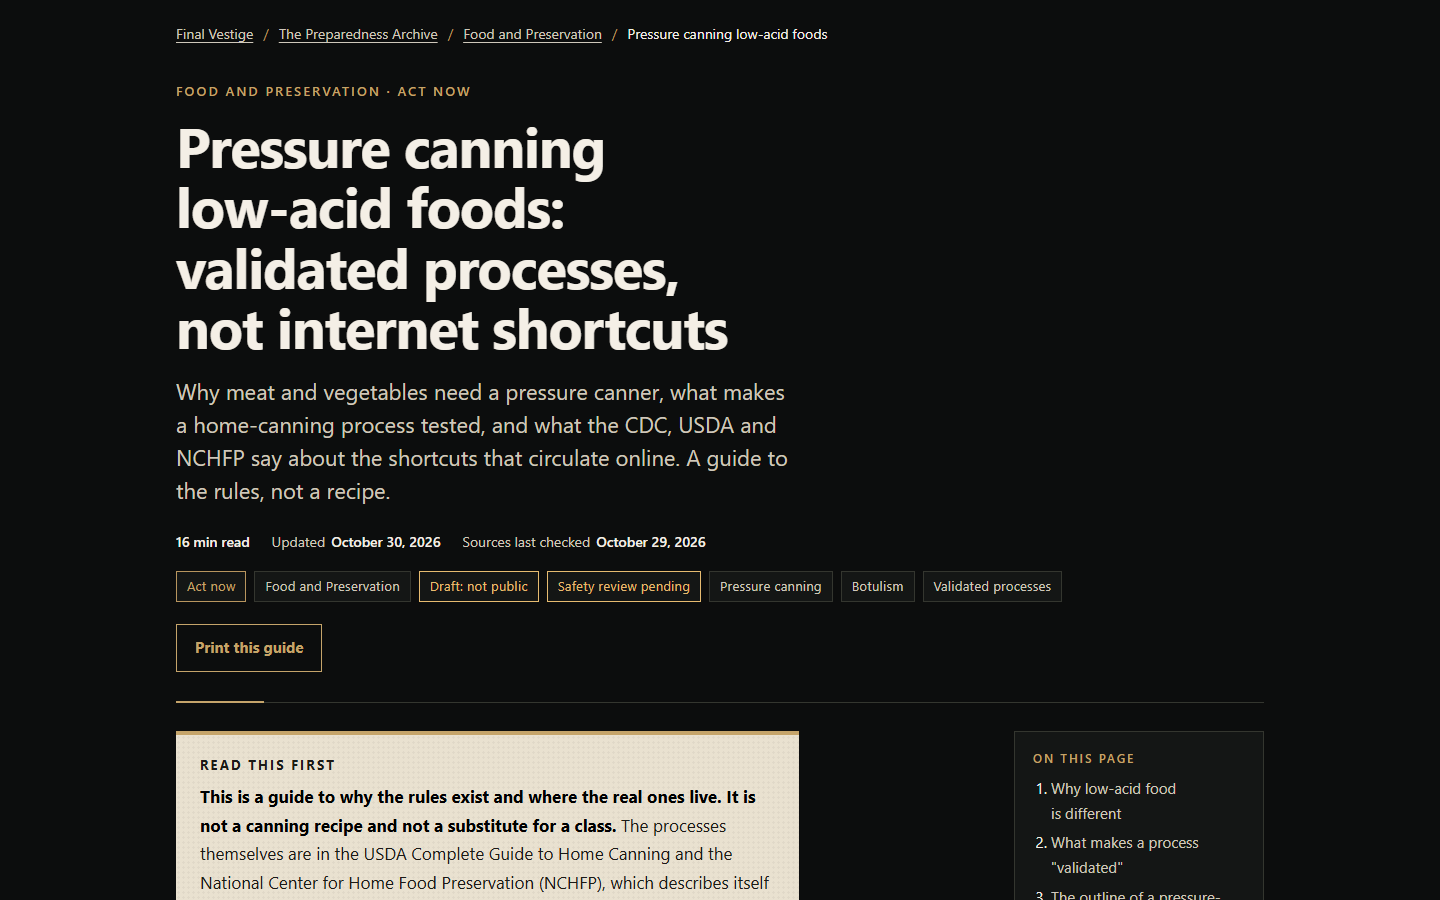 Final Vestige / The Preparedness Archive / Food and Preservation / Pressure canning low-acid foods
FOOD AND PRESERVATION · ACT NOW
Pressure canning
low-acid foods:
validated processes,
not internet shortcuts
Why meat and vegetables need a pressure canner, what makes
a home-canning process tested, and what the CDC, USDA and
NCHFP say about the shortcuts that circulate online. A guide to
the rules, not a recipe.
16 min read Updated October 30, 2026 Sources last checked October 29, 2026
Act now Food and Preservation Draft: not public Safety review pending Pressure canning Botulism Validated processes
Print this guide
READ THIS FIRST
This is a guide to why the rules exist and where the real ones live. It is
not a canning recipe and not a substitute for a class. The processes
themselves are in the USDA Complete Guide to Home Canning and the
National Center for Home Food Preservation (NCHFP), which describes itself
ON THIS PAGE
1. Why low-acid food
is different
2. What makes a process
"validated"
3. The outline of a pressure-